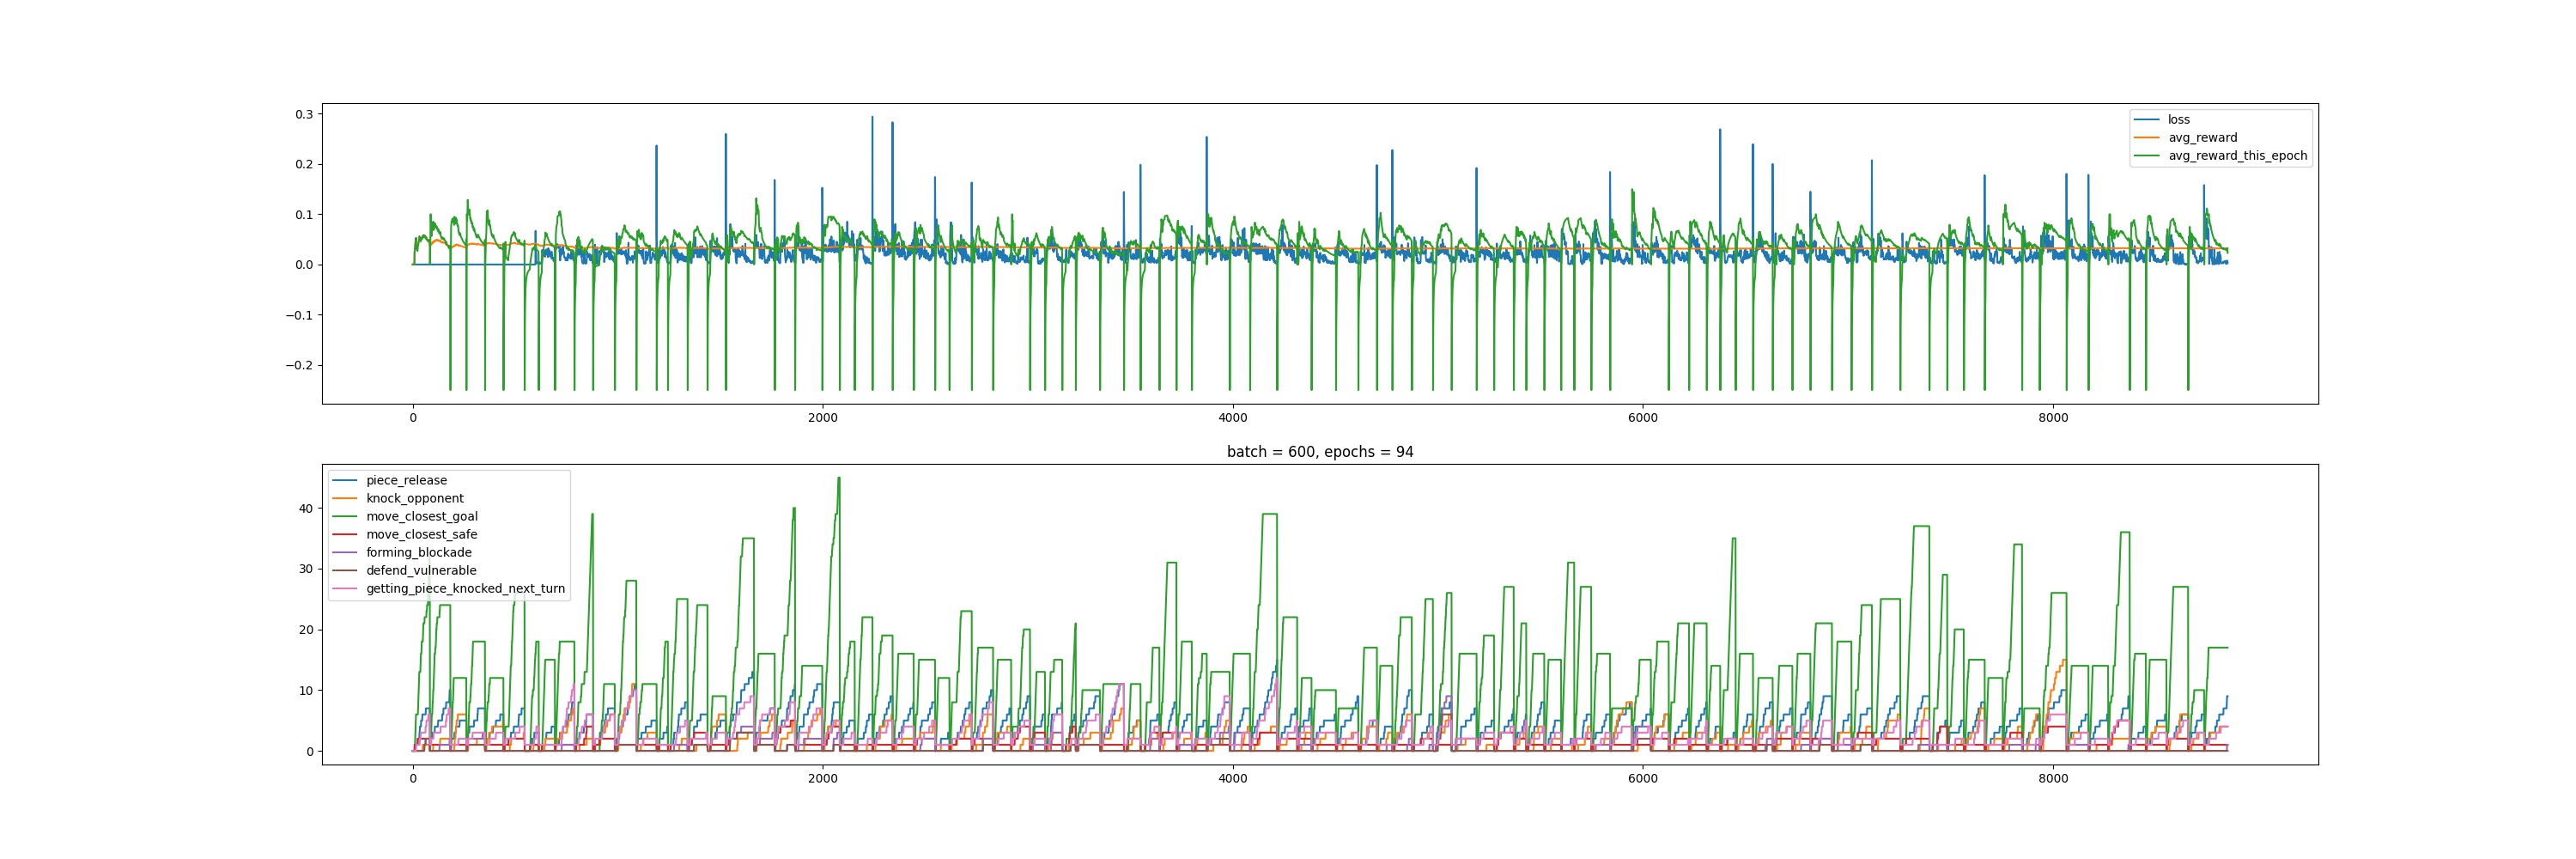 0.3
0.2
0.1
0.0
−0.1
−0.2
loss
avg_reward
avg_reward_this_epoch
0 2000 4000 6000 8000
batch = 600, epochs = 94
40
30
20
10
0
piece_release
knock_opponent
move_closest_goal
move_closest_safe
forming_blockade
defend_vulnerable
getting_piece_knocked_next_turn
0 2000 4000 6000 8000